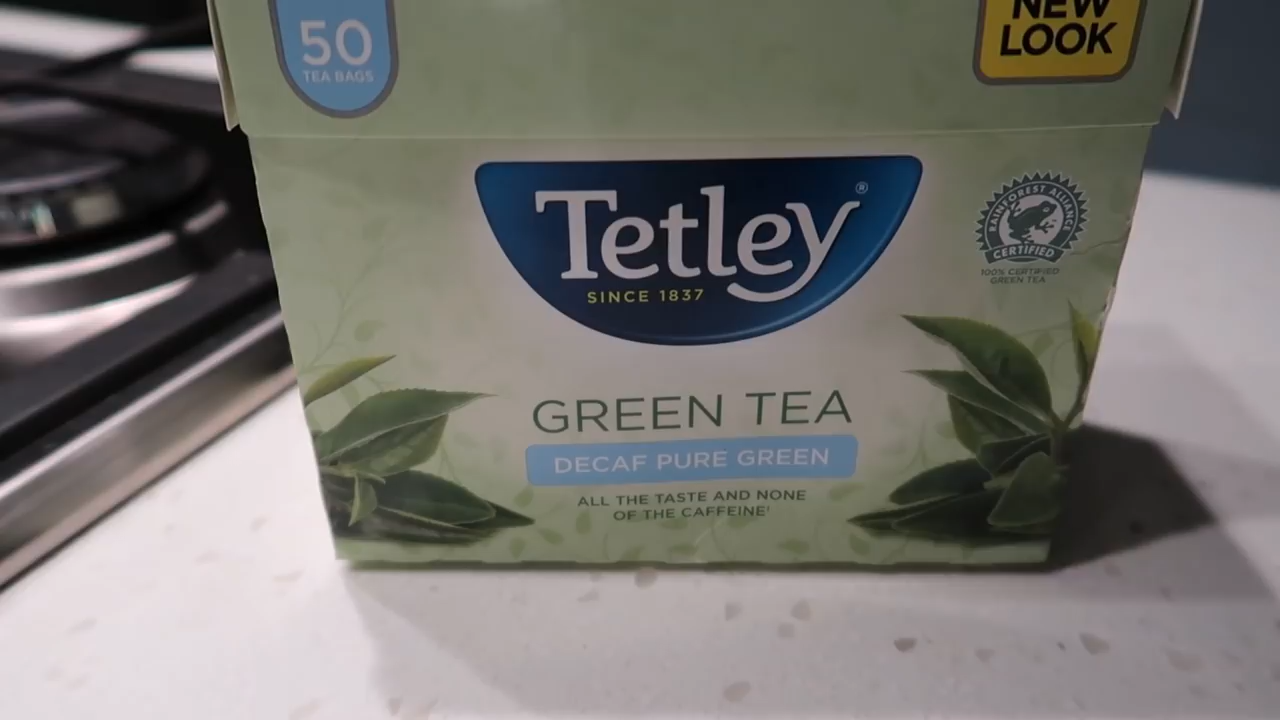 50
TEA BAGS
NEW
LOOK
Tetley®
SINCE 1837
RAINFOREST ALLIANCE
CERTIFIED
100% CERTIFIED
GREEN TEA
GREEN TEA
DECAF PURE GREEN
ALL THE TASTE AND NONE
OF THE CAFFEINE†